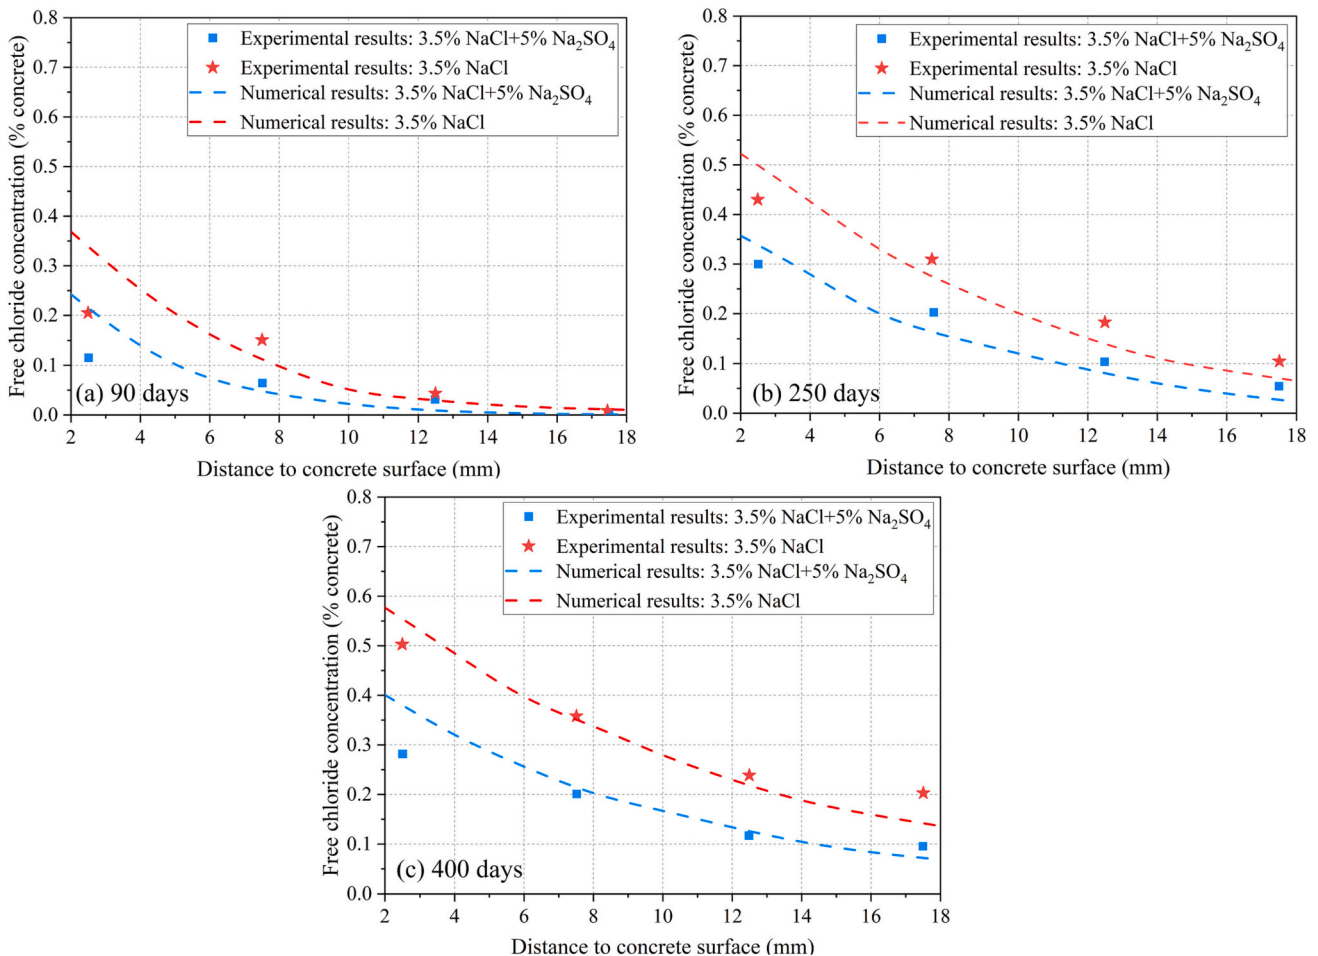 0.8
0.7
0.6
0.5
0.4
0.3
0.2
0.1
0.0
Free chloride concentration (% concrete)
Experimental results: 3.5% NaCl+5% Na₂SO₄
Experimental results: 3.5% NaCl
Numerical results: 3.5% NaCl+5% Na₂SO₄
Numerical results: 3.5% NaCl
(a) 90 days
2 4 6 8 10 12 14 16 18
Distance to concrete surface (mm)
0.8
0.7
0.6
0.5
0.4
0.3
0.2
0.1
0.0
Free chloride concentration (% concrete)
Experimental results: 3.5% NaCl+5% Na₂SO₄
Experimental results: 3.5% NaCl
Numerical results: 3.5% NaCl+5% Na₂SO₄
Numerical results: 3.5% NaCl
(b) 250 days
2 4 6 8 10 12 14 16 18
Distance to concrete surface (mm)
0.8
0.7
0.6
0.5
0.4
0.3
0.2
0.1
0.0
Free chloride concentration (% concrete)
Experimental results: 3.5% NaCl+5% Na₂SO₄
Experimental results: 3.5% NaCl
Numerical results: 3.5% NaCl+5% Na₂SO₄
Numerical results: 3.5% NaCl
(c) 400 days
2 4 6 8 10 12 14 16 18
Distance to concrete surface (mm)